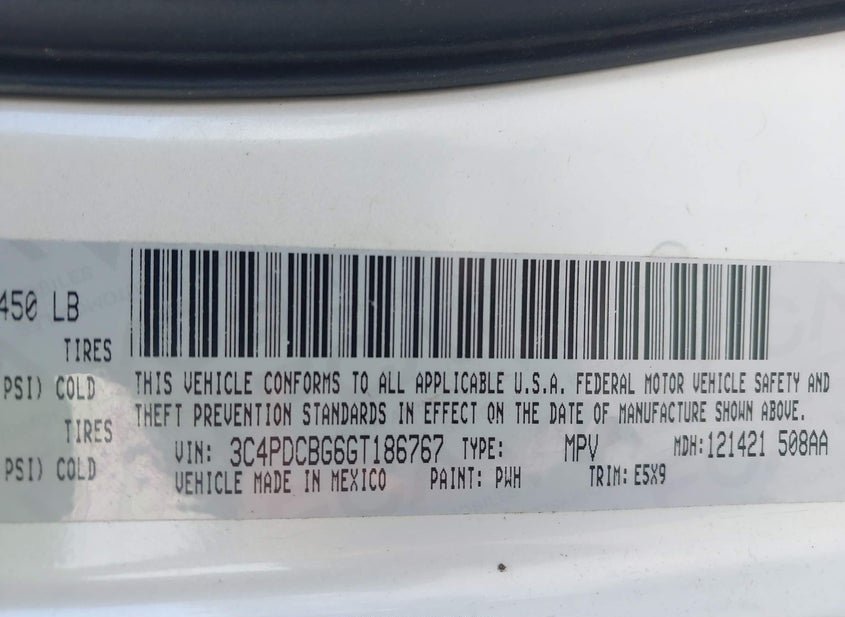 450 LB
TIRES
PSI) COLD
THIS VEHICLE CONFORMS TO ALL APPLICABLE U.S.A. FEDERAL MOTOR VEHICLE SAFETY AND
THEFT PREVENTION STANDARDS IN EFFECT ON THE DATE OF MANUFACTURE SHOWN ABOVE.
TIRES
VIN: 3C4PDCBG6GT186767 TYPE: MPV MDH:121421 508AA
PSI) COLD
VEHICLE MADE IN MEXICO PAINT: PWH TRIM: E5X9